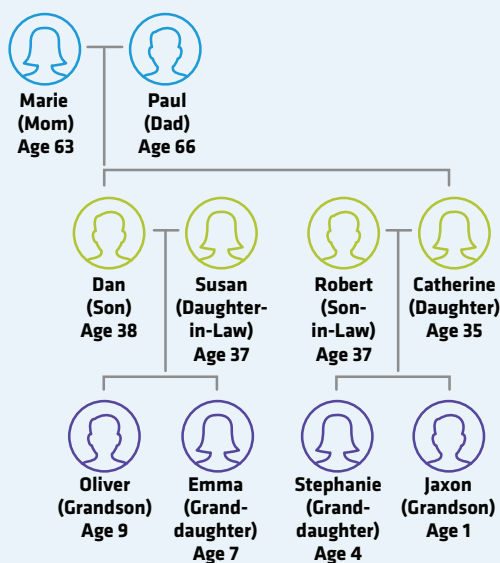 Marie
(Mom)
Age 63
Paul
(Dad)
Age 66
Dan
(Son)
Age 38
Susan
(Daughter-
in-Law)
Age 37
Robert
(Son-
in-Law)
Age 37
Catherine
(Daughter)
Age 35
Oliver
(Grandson)
Age 9
Emma
(Grand-
daughter)
Age 7
Stephanie
(Grand-
daughter)
Age 4
Jaxon
(Grandson)
Age 1